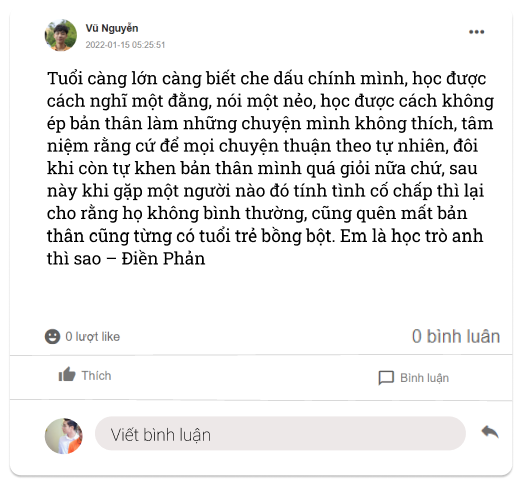 Vũ Nguyễn
2022-01-15 05:25:51
Tuổi càng lớn càng biết che dấu chính mình, học được
cách nghĩ một đằng, nói một nẻo, học được cách không
ép bản thân làm những chuyện mình không thích, tâm
niệm rằng cứ để mọi chuyện thuận theo tự nhiên, đôi
khi còn tự khen bản thân mình quá giỏi nữa chứ, sau
này khi gặp một người nào đó tính tình cố chấp thì lại
cho rằng họ không bình thường, cũng quên mất bản
thân cũng từng có tuổi trẻ bồng bột. Em là học trò anh
thì sao – Điền Phản
0 lượt like
0 bình luân
Thích
Bình luận
Viết bình luận